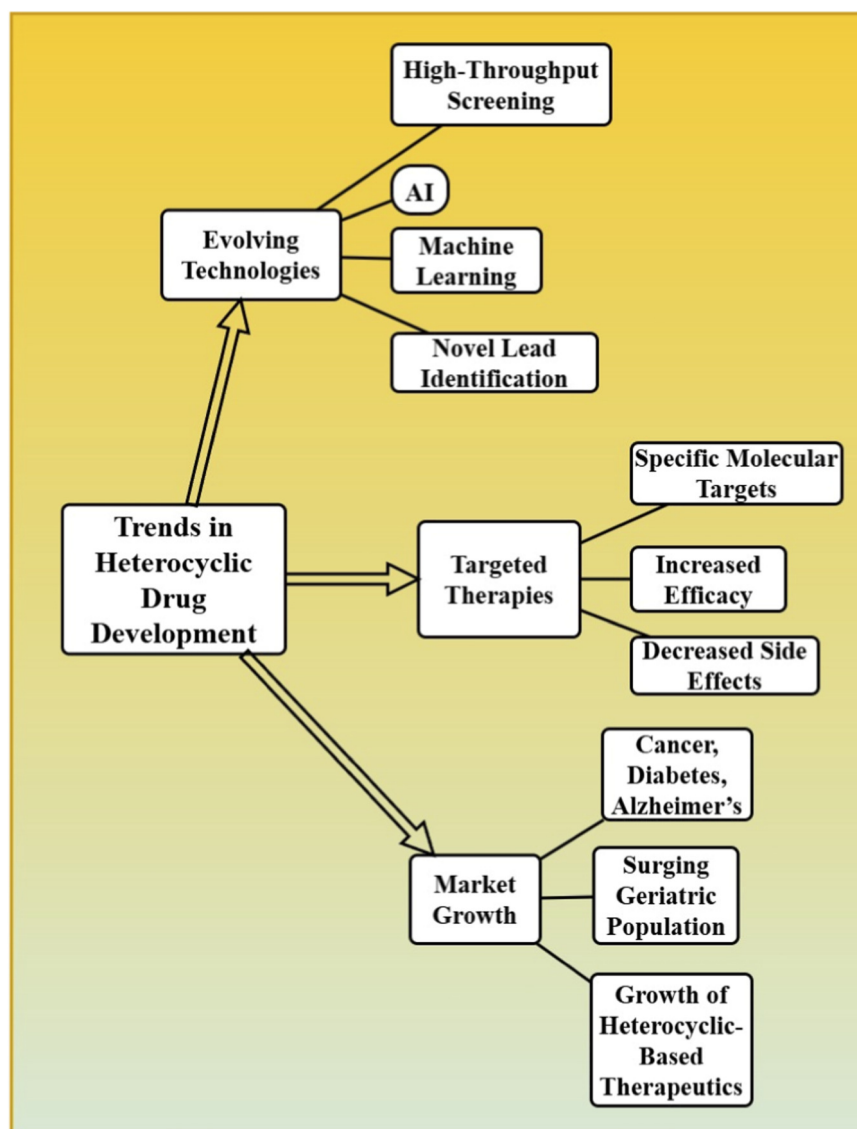 High-Throughput
Screening
AI
Evolving
Technologies
Machine
Learning
Novel Lead
Identification
Trends in
Heterocyclic
Drug
Development
Specific Molecular
Targets
Targeted
Therapies
Increased
Efficacy
Decreased Side
Effects
Cancer,
Diabetes,
Alzheimer’s
Market
Growth
Surging
Geriatric
Population
Growth of
Heterocyclic-
Based
Therapeutics